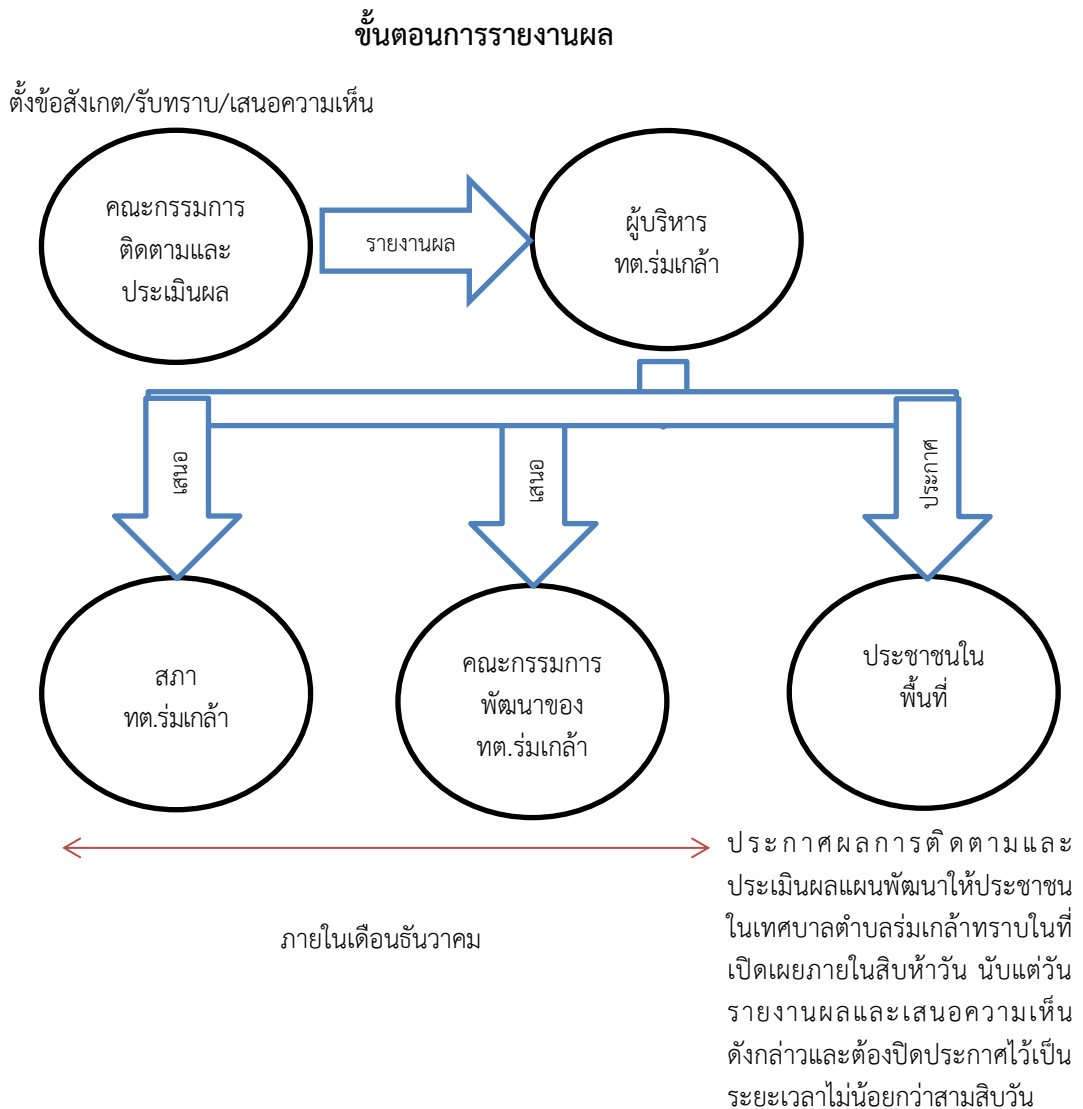 ขั้นตอนการรายงานผล
ตั้งข้อสังเกต/รับทราบ/เสนอความเห็น
คณะกรรมการ
ติดตามและ
ประเมินผล
รายงานผล
ผู้บริหาร
ทต.ร่มเกล้า
เสนอ
เสนอ
ประกาศ
สภา
ทต.ร่มเกล้า
คณะกรรมการ
พัฒนาของ
ทต.ร่มเกล้า
ประชาชนใน
พื้นที่
ภายในเดือนธันวาคม
ประกาศผลการติดตามและ
ประเมินผลแผนพัฒนาให้ประชาชน
ในเทศบาลตำบลร่มเกล้าทราบในที่
เปิดเผยภายในสิบห้าวัน นับแต่วัน
รายงานผลและเสนอความเห็น
ดังกล่าวและต้องปิดประกาศไว้เป็น
ระยะเวลาไม่น้อยกว่าสามสิบวัน